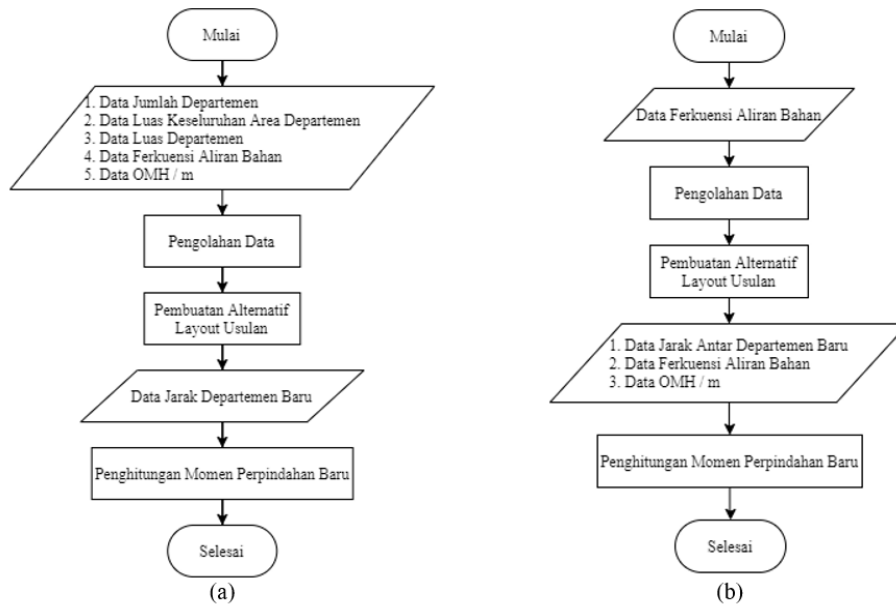 Mulai
1. Data Jumlah Departemen
2. Data Luas Keseluruhan Area Departemen
3. Data Luas Departemen
4. Data Ferkuensi Aliran Bahan
5. Data OMH / m
Pengolahan Data
Pembuatan Alternatif
Layout Usulan
Data Jarak Departemen Baru
Penghitungan Momen Perpindahan Baru
Selesai
(a)
Mulai
Data Ferkuensi Aliran Bahan
Pengolahan Data
Pembuatan Alternatif
Layout Usulan
1. Data Jarak Antar Departemen Baru
2. Data Ferkuensi Aliran Bahan
3. Data OMH / m
Penghitungan Momen Perpindahan Baru
Selesai
(b)